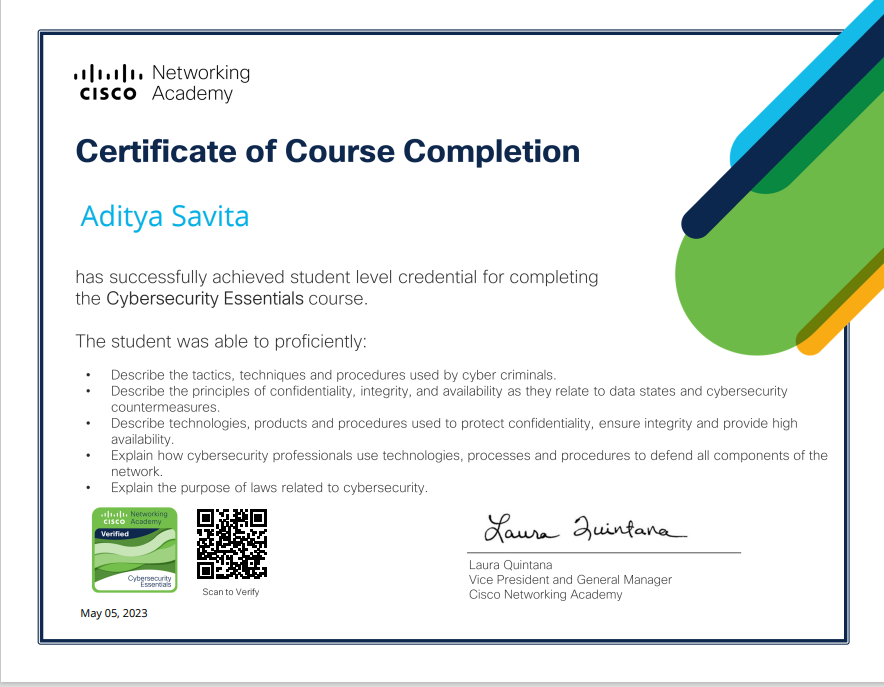 Networking
CISCO Academy
Certificate of Course Completion
Aditya Savita
has successfully achieved student level credential for completing
the Cybersecurity Essentials course.
The student was able to proficiently:
• Describe the tactics, techniques and procedures used by cyber criminals.
• Describe the principles of confidentiality, integrity, and availability as they relate to data states and cybersecurity
countermeasures.
• Describe technologies, products and procedures used to protect confidentiality, ensure integrity and provide high
availability.
• Explain how cybersecurity professionals use technologies, processes and procedures to defend all components of the
network.
• Explain the purpose of laws related to cybersecurity.
Networking
CISCO Academy
Verified
Cybersecurity
Essentials
Scan to Verify
May 05, 2023
Laura Quintana
Laura Quintana
Vice President and General Manager
Cisco Networking Academy